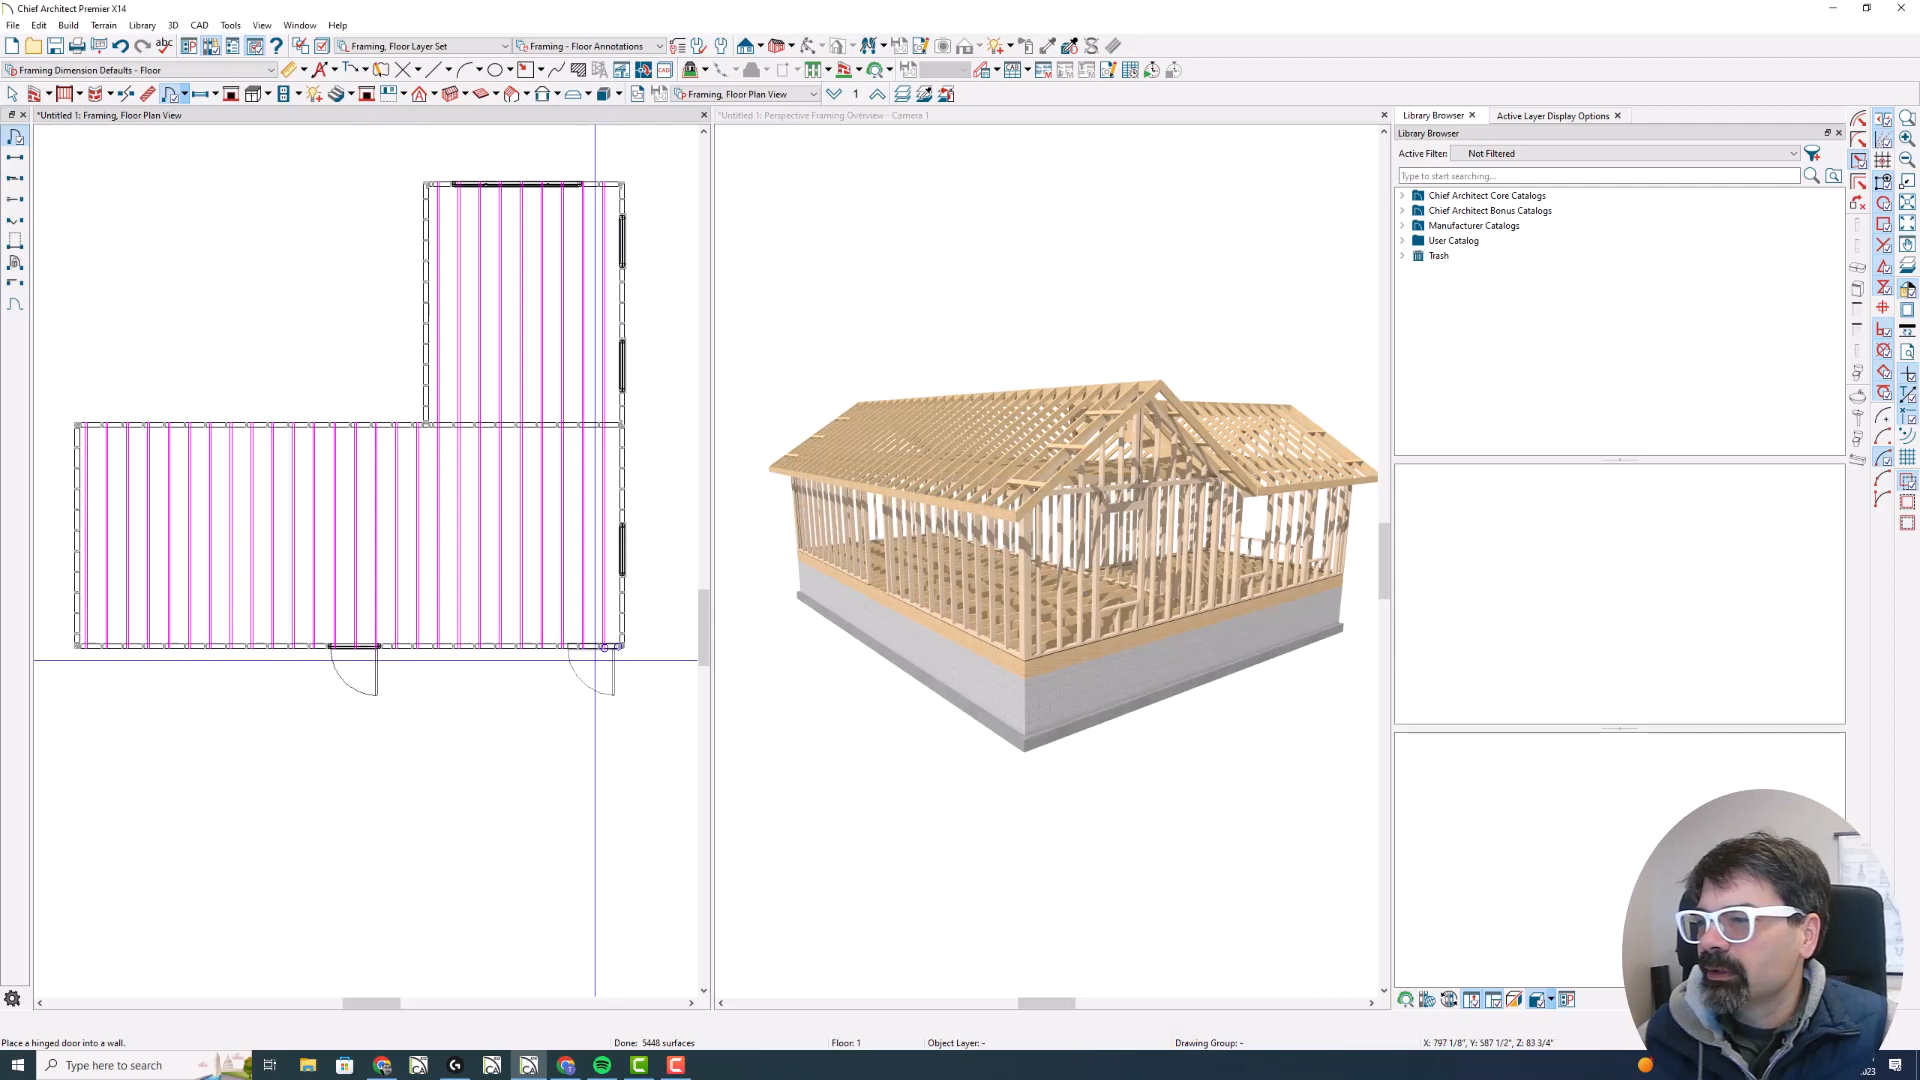 Chief Architect Premier X14
File Edit Build Terrain Library 3D CAD Tools View Window Help
Framing, Floor Layer Set
Framing - Floor Annotations
Framing Dimension Defaults - Floor
Framing, Floor Plan View
1
*Untitled 1: Framing, Floor Plan View
*Untitled 1: Perspective Framing Overview - Camera 1
Library Browser
Active Layer Display Options
Library Browser
Active Filter: Not Filtered
Type to start searching...
Chief Architect Core Catalogs
Chief Architect Bonus Catalogs
Manufacturer Catalogs
User Catalog
Trash
Place a hinged door into a wall.
Done: 5448 surfaces
Floor: 1
Object Layer: -
Drawing Group: -
X: 797 1/8", Y: 587 1/2", Z: 83 3/4"
Type here to search